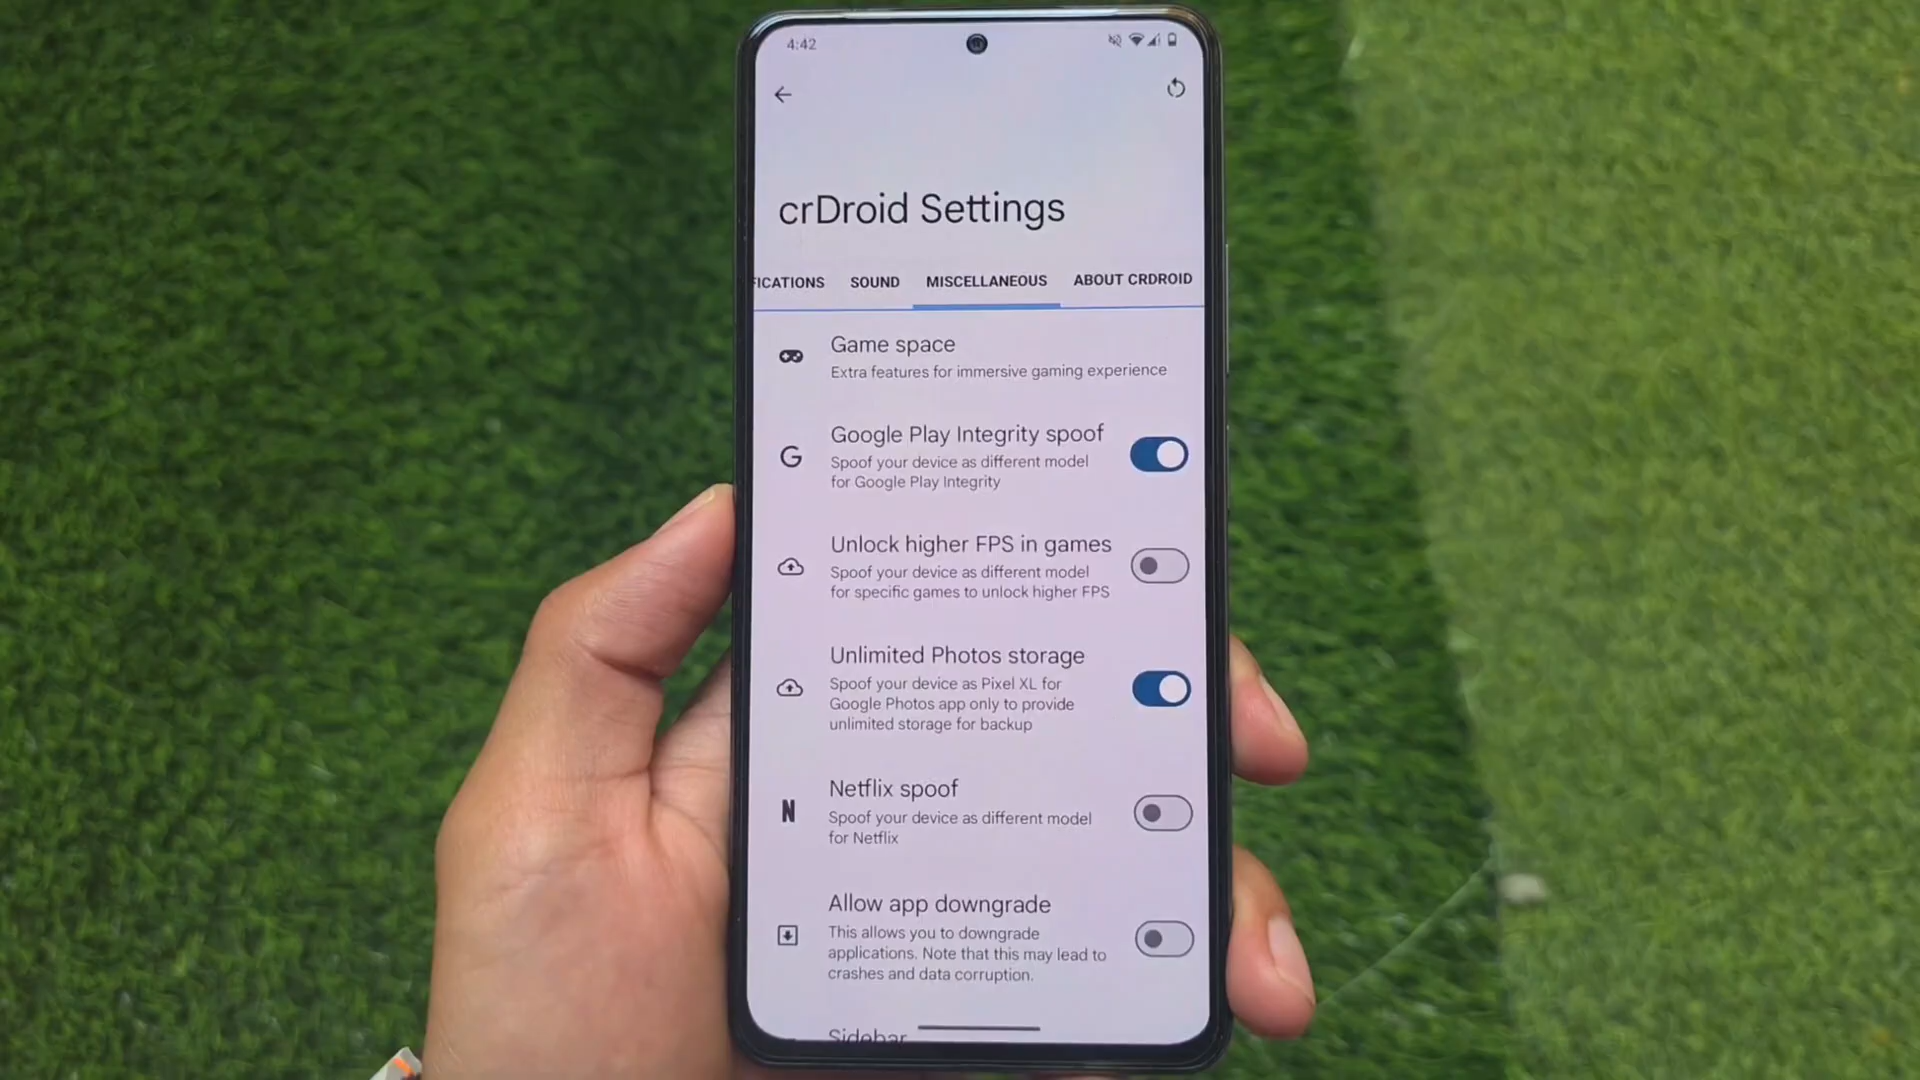 4:42
crDroid Settings
FICATIONS SOUND MISCELLANEOUS ABOUT CRDROID
Game space
Extra features for immersive gaming experience
Google Play Integrity spoof
Spoof your device as different model
for Google Play Integrity
Unlock higher FPS in games
Spoof your device as different model
for specific games to unlock higher FPS
Unlimited Photos storage
Spoof your device as Pixel XL for
Google Photos app only to provide
unlimited storage for backup
Netflix spoof
Spoof your device as different model
for Netflix
Allow app downgrade
This allows you to downgrade
applications. Note that this may lead to
crashes and data corruption.
Sidebar